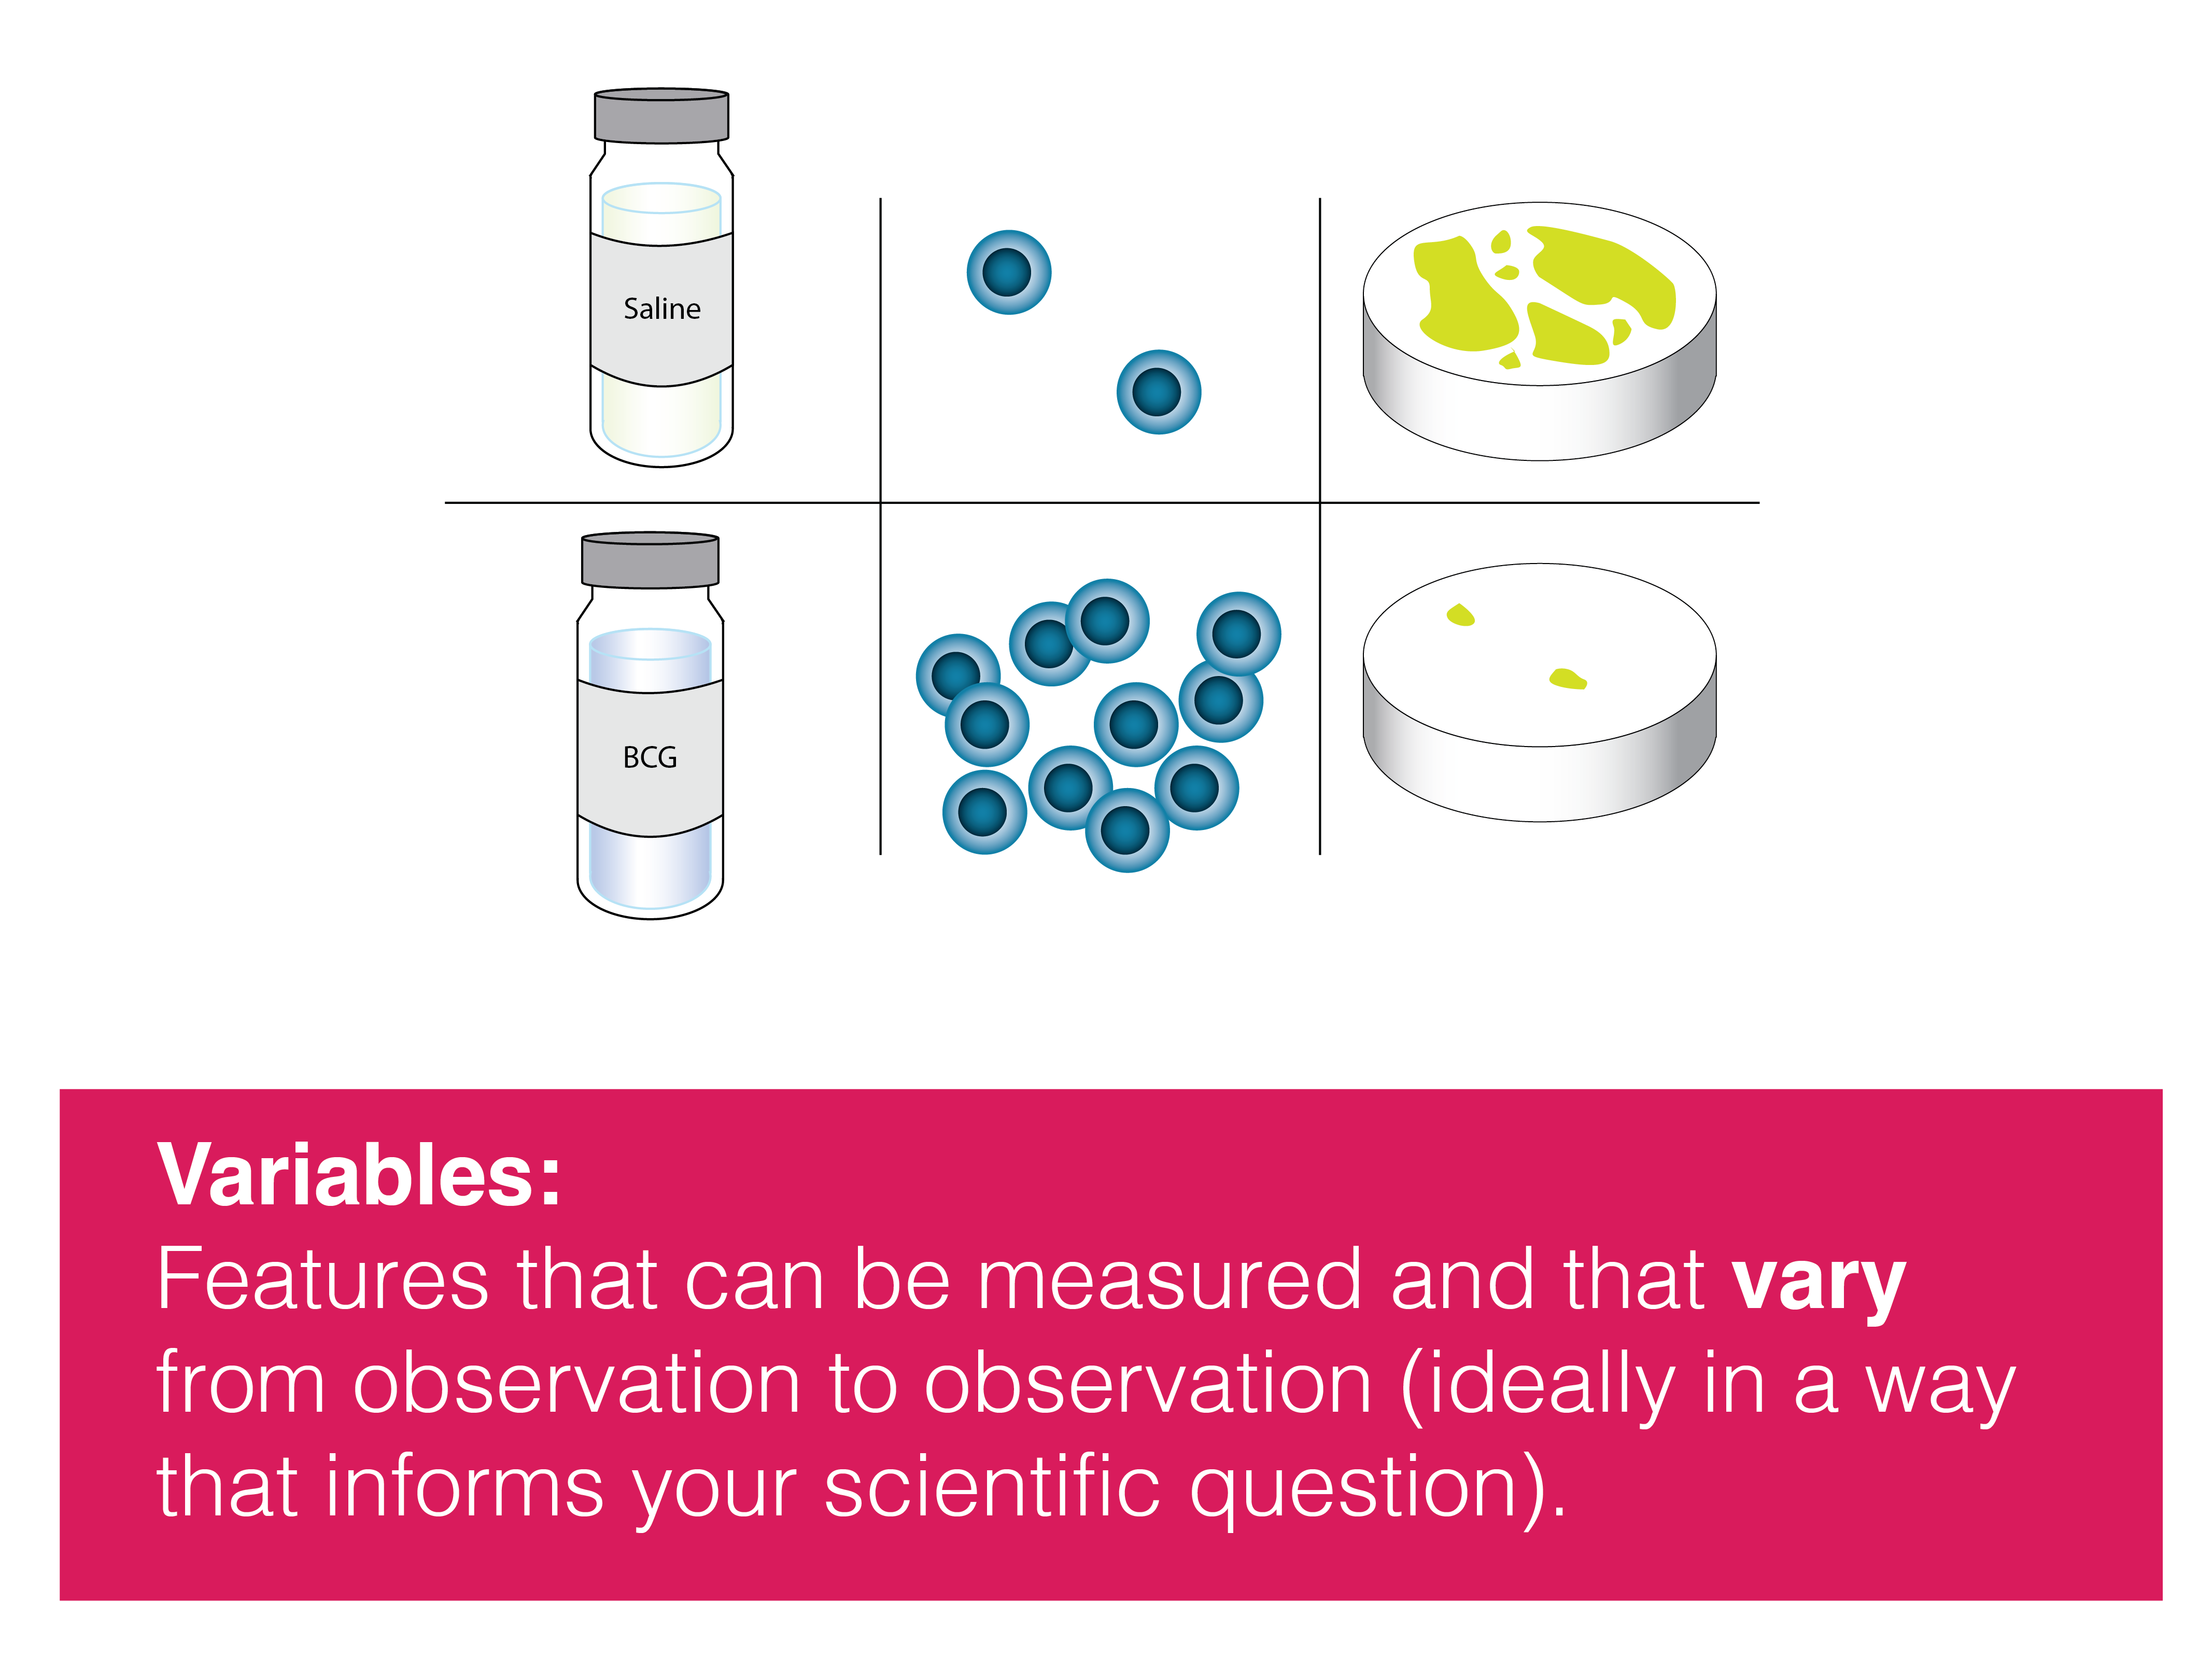 Saline
BCG
Variables:
Features that can be measured and that vary
from observation to observation (ideally in a way
that informs your scientific question).